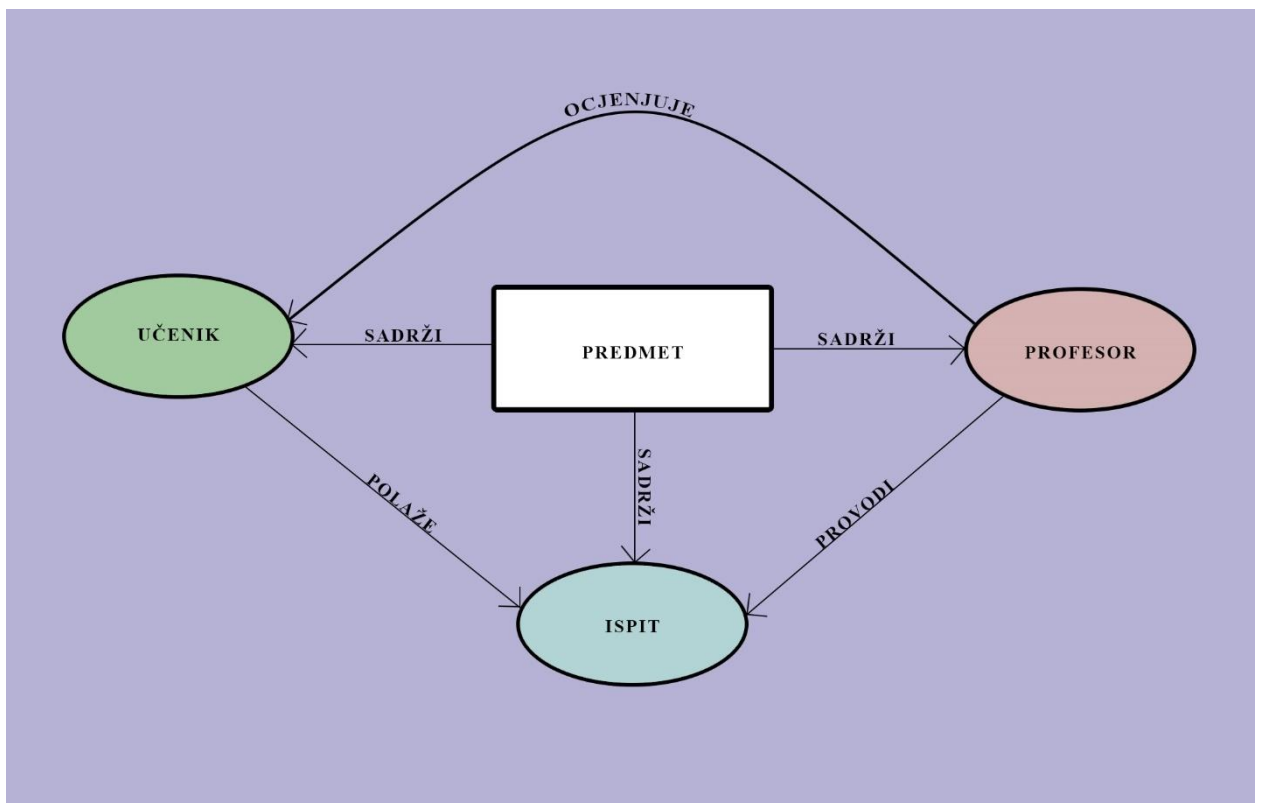 OCJENJUJE
UČENIK
SADRŽI
PREDMET
SADRŽI
PROFESOR
POLAŽE
SADRŽI
PROVODI
ISPIT